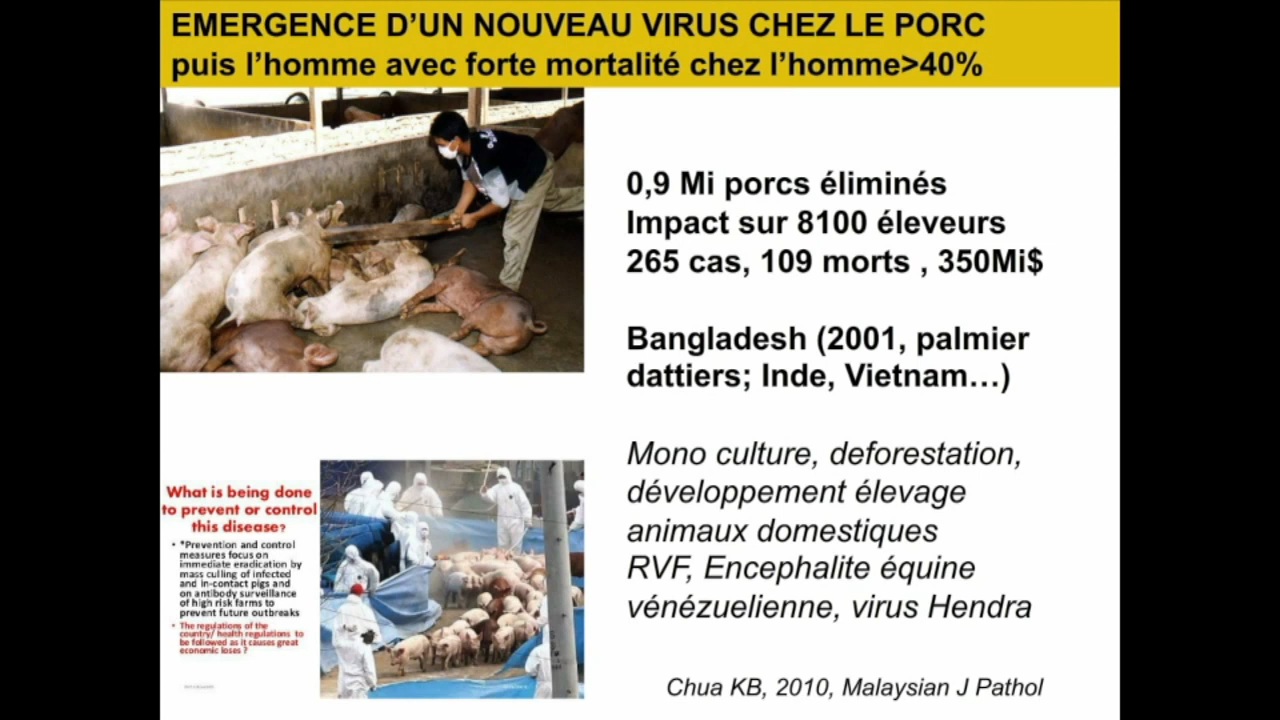 EMERGENCE D’UN NOUVEAU VIRUS CHEZ LE PORC
puis l’homme avec forte mortalité chez l’homme>40%
0,9 Mi porcs éliminés
Impact sur 8100 éleveurs
265 cas, 109 morts , 350Mi$
Bangladesh (2001, palmier
dattiers; Inde, Vietnam…)
Mono culture, deforestation,
développement élevage
animaux domestiques
RVF, Encephalite équine
vénézuelienne, virus Hendra
Chua KB, 2010, Malaysian J Pathol
What is being done
to prevent or control
this disease?
• *Prevention and control
measures focus on
immediate eradication by
mass culling of infected
and in-contact pigs and
on antibody surveillance
of high risk farms to
prevent future outbreaks
• The regulations of the
country/ health regulations to
be followed as it causes great
economic loses ?